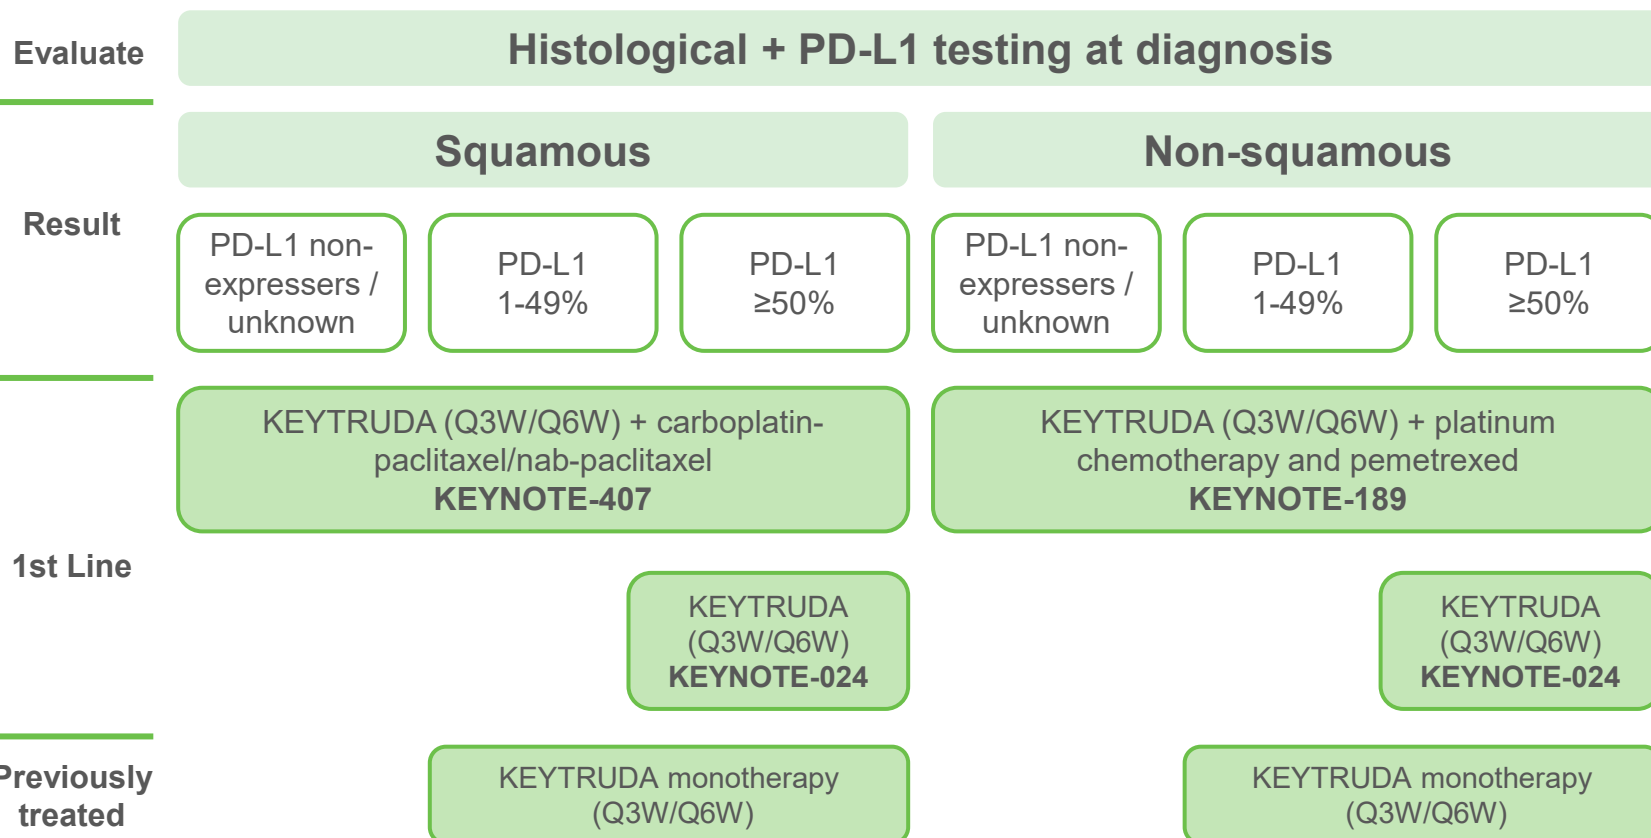 Evaluate
Histological + PD-L1 testing at diagnosis
Result
Squamous
Non-squamous
PD-L1 non-
expressers /
unknown
PD-L1
1-49%
PD-L1
≥50%
PD-L1 non-
expressers /
unknown
PD-L1
1-49%
PD-L1
≥50%
1st Line
KEYTRUDA (Q3W/Q6W) + carboplatin-
paclitaxel/nab-paclitaxel
KEYNOTE-407
KEYTRUDA (Q3W/Q6W) + platinum
chemotherapy and pemetrexed
KEYNOTE-189
KEYTRUDA
(Q3W/Q6W)
KEYNOTE-024
KEYTRUDA
(Q3W/Q6W)
KEYNOTE-024
Previously
treated
KEYTRUDA monotherapy
(Q3W/Q6W)
KEYTRUDA monotherapy
(Q3W/Q6W)